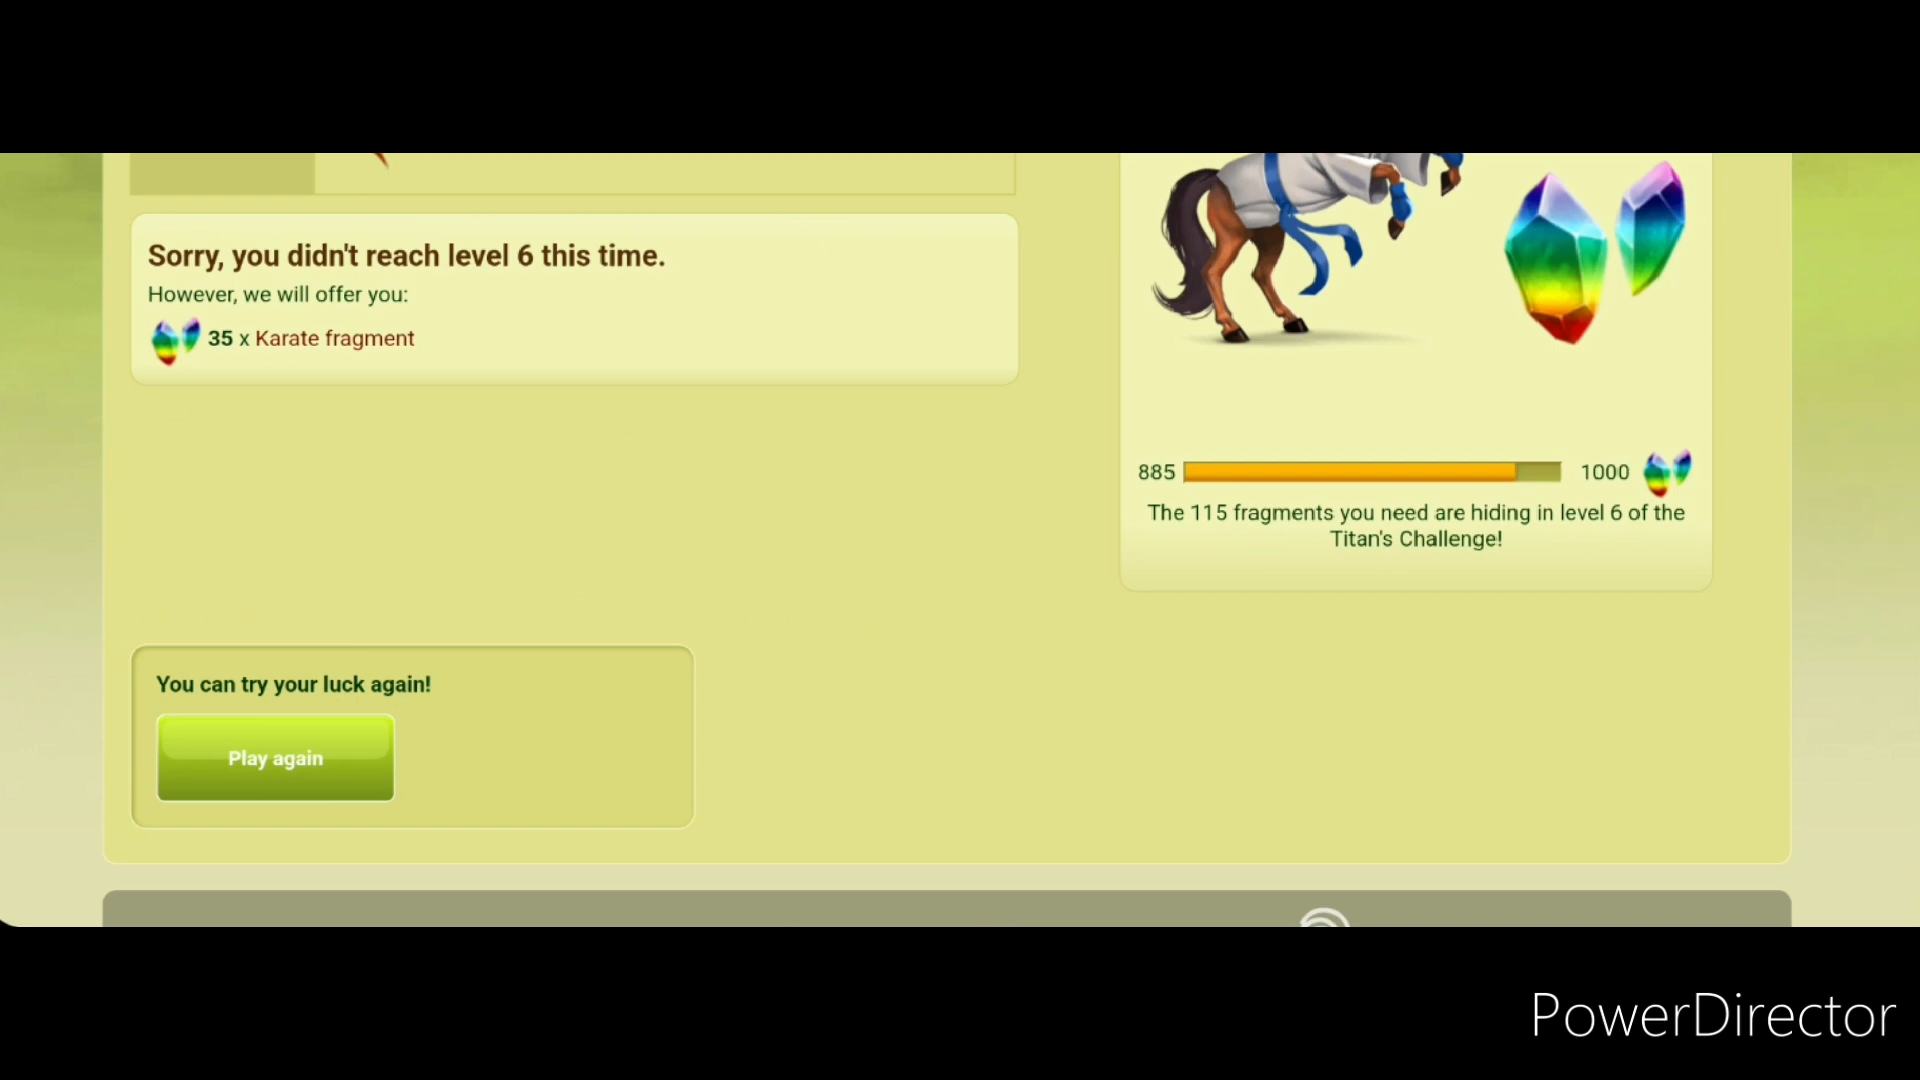 Sorry, you didn't reach level 6 this time.
However, we will offer you:
35 x Karate fragment
885 1000
The 115 fragments you need are hiding in level 6 of the
Titan's Challenge!
You can try your luck again!
Play again
PowerDirector